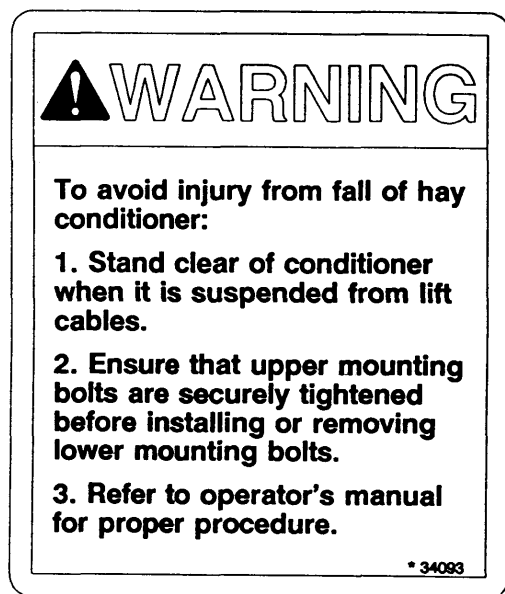 WARNING
To avoid injury from fall of hay
conditioner:
1. Stand clear of conditioner
when it is suspended from lift
cables.
2. Ensure that upper mounting
bolts are securely tightened
before installing or removing
lower mounting bolts.
3. Refer to operator's manual
for proper procedure.
* 34093